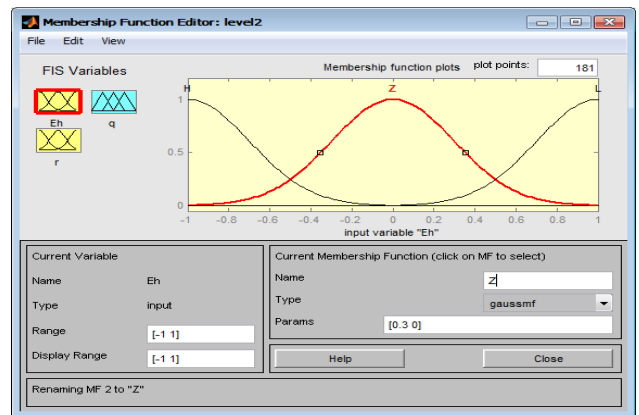 Membership Function Editor: level2
File Edit View
FIS Variables
Membership function plots plot points: 181
Eh q
r
H Z L
1
0.5
0
-1 -0.8 -0.6 -0.4 -0.2 0 0.2 0.4 0.6 0.8 1
input variable "Eh"
Current Variable
Name Eh
Type input
Range [-1 1]
Display Range [-1 1]
Current Membership Function (click on MF to select)
Name Z
Type gaussmf
Params [0.3 0]
Help Close
Renaming MF 2 to "Z"